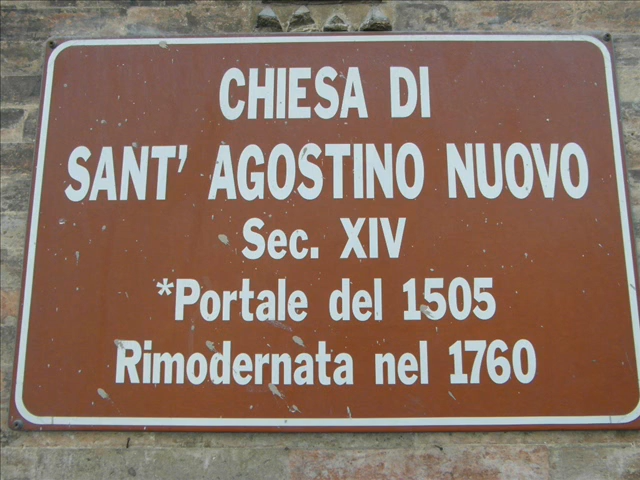 CHIESA DI
SANT' AGOSTINO NUOVO
Sec. XIV
*Portale del 1505
Rimodernata nel 1760